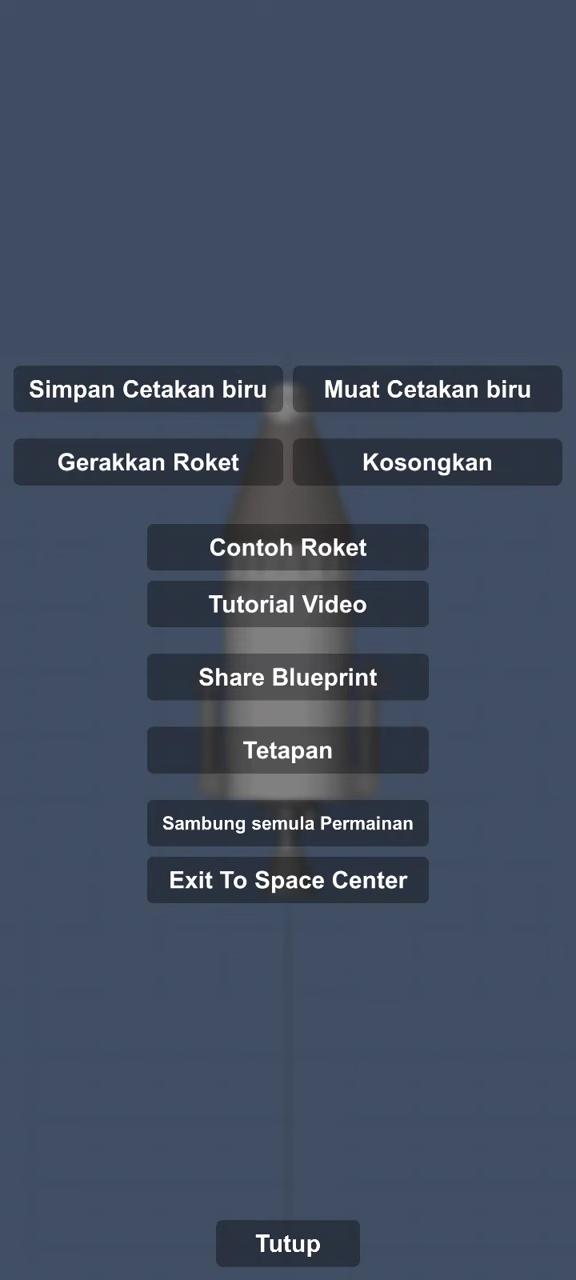 Simpan Cetakan biru
Muat Cetakan biru
Gerakkan Roket
Kosongkan
Contoh Roket
Tutorial Video
Share Blueprint
Tetapan
Sambung semula Permainan
Exit To Space Center
Tutup